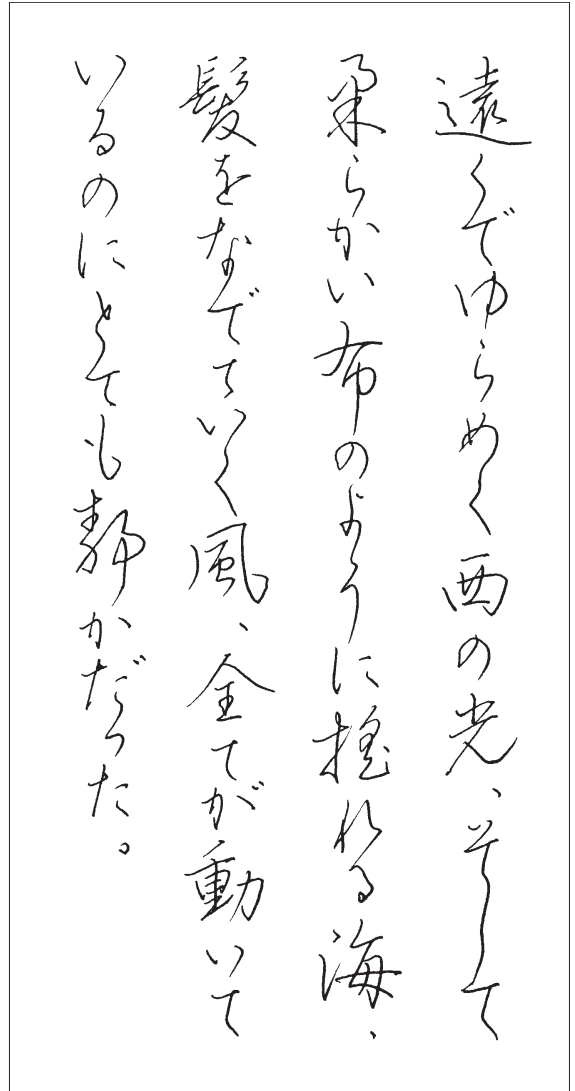 遠くでゆらめく西の光、そして
柔らかい布のように揺れる海、
髪をなでていく風、全てが動いて
いるのにとても静かだった。